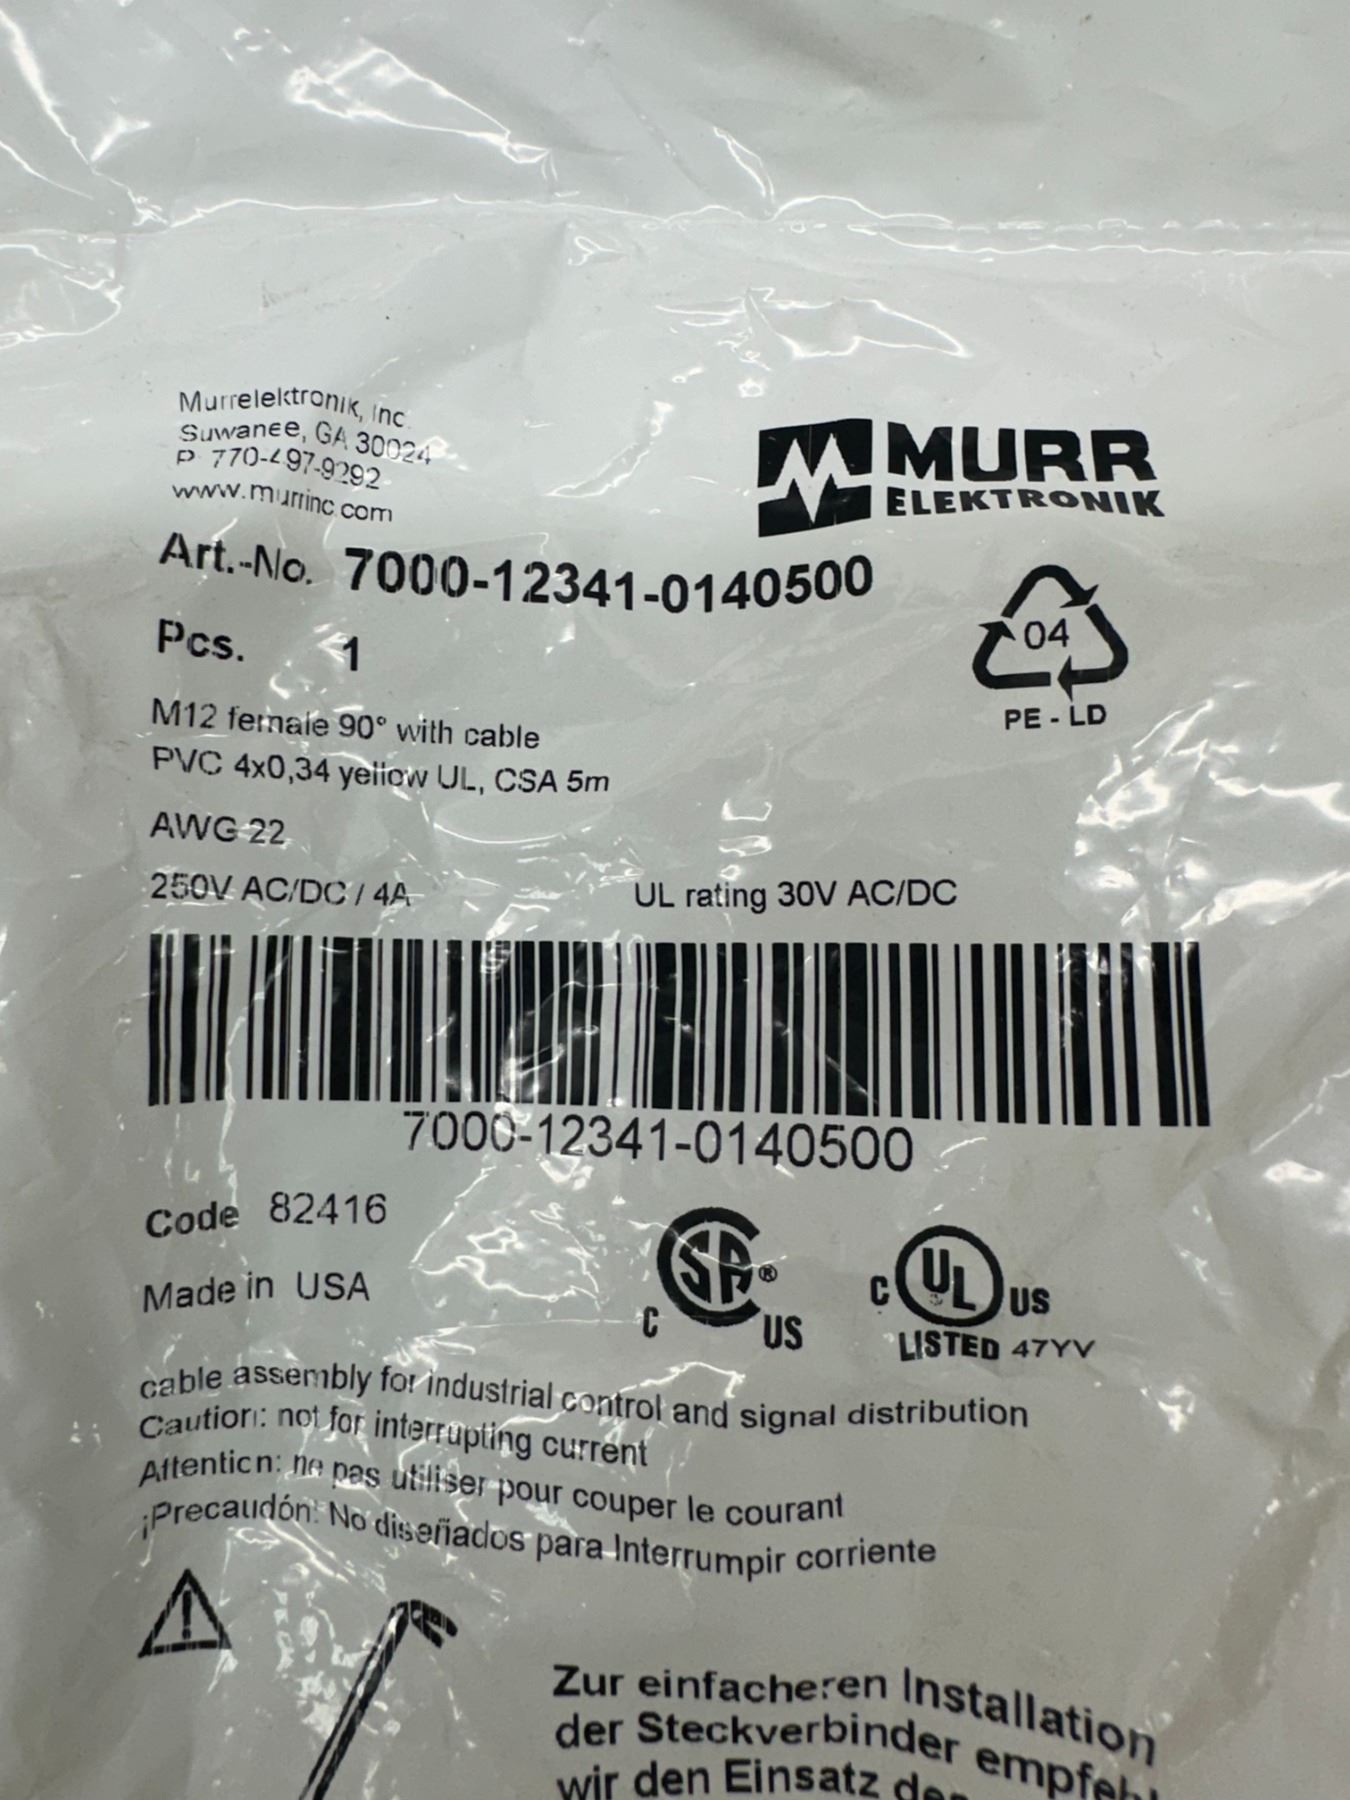 Murrelektronik, Inc.
Suwanee, GA 30024
P 770-497-9292
www.murrinc.com
MURR
ELEKTRONIK
Art.-No. 7000-12341-0140500
Pcs. 1
04
PE - LD
M12 female 90° with cable
PVC 4x0,34 yellow UL, CSA 5m
AWG 22
250V AC/DC / 4A UL rating 30V AC/DC
7000-12341-0140500
Code 82416
Made in USA
C SA ® US
C UL US
LISTED 47YV
cable assembly for industrial control and signal distribution
Caution: not for interrupting current
Attention: ne pas utiliser pour couper le courant
¡Precaudón: No diseñados para Interrumpir corriente
Zur einfacheren Installation
der Steckverbinder empfehl
wir den Einsatz